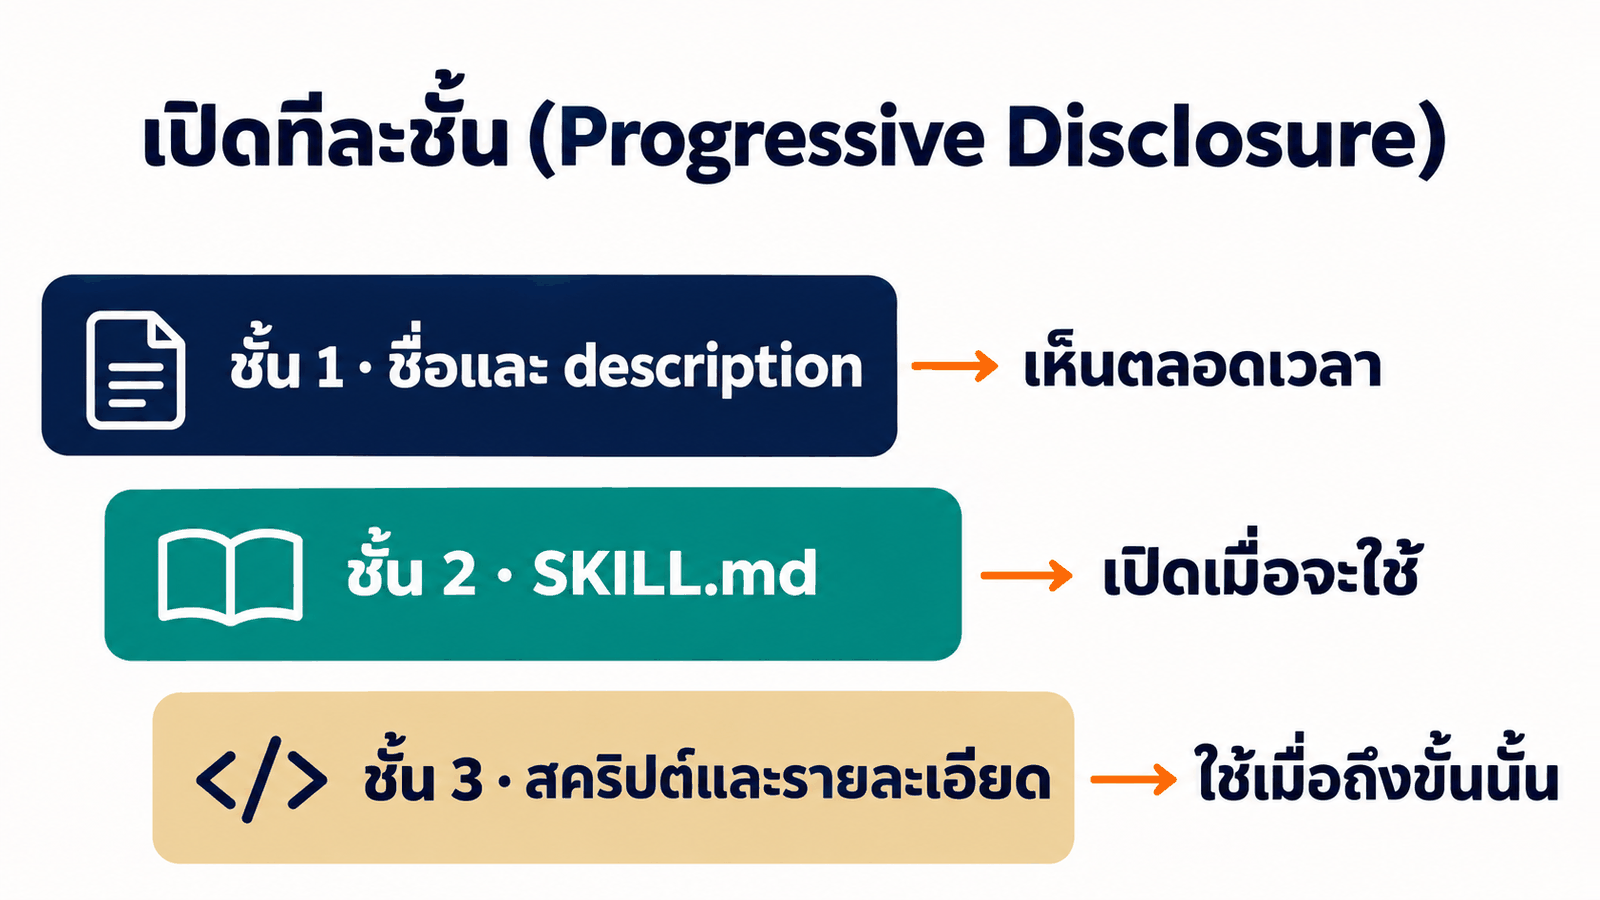 เปิดทีละชั้น (Progressive Disclosure)
ชั้น 1 · ชื่อและ description → เห็นตลอดเวลา
ชั้น 2 · SKILL.md → เปิดเมื่อจะใช้
</> ชั้น 3 · สคริปต์และรายละเอียด → ใช้เมื่อถึงขั้นนั้น